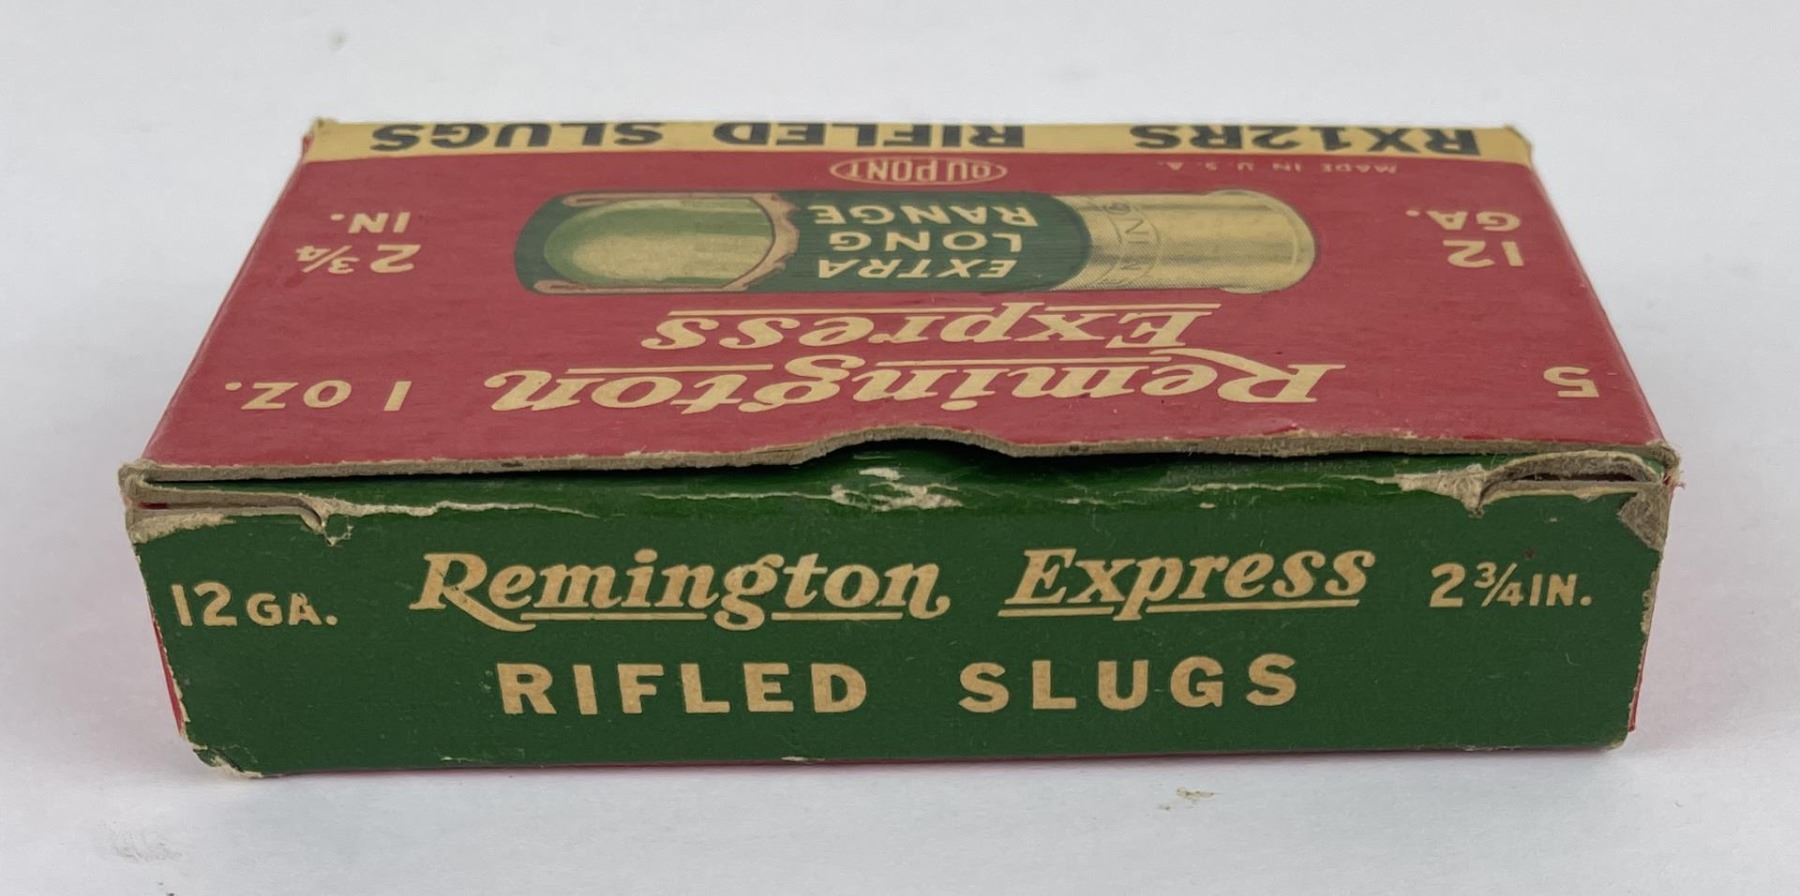 5 Remington 1 OZ.
Express
12 GA.
EXTRA
LONG
RANGE
2 3/4 IN.
DU PONT
MADE IN U.S.A.
RX12RS RIFLED SLUGS
12 GA. Remington Express 2 3/4 IN.
RIFLED SLUGS